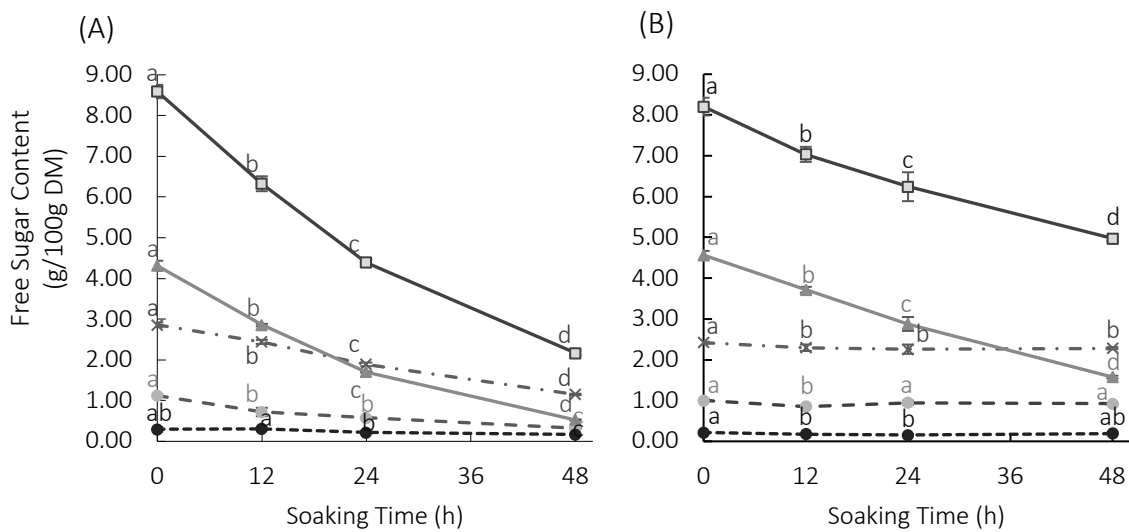 (A)
(B)
Free Sugar Content
(g/100g DM)
9.00
8.00
7.00
6.00
5.00
4.00
3.00
2.00
1.00
0.00
a
b
c
d
a
b
c
d
a
b
c
d
a
b
b
c
ab
a
b
c
0
12
24
36
48
Soaking Time (h)
9.00
8.00
7.00
6.00
5.00
4.00
3.00
2.00
1.00
0.00
a
b
c
d
a
b
c
d
a
b
b
b
a
b
a
a
a
b
b
ab
0
12
24
36
48
Soaking Time (h)